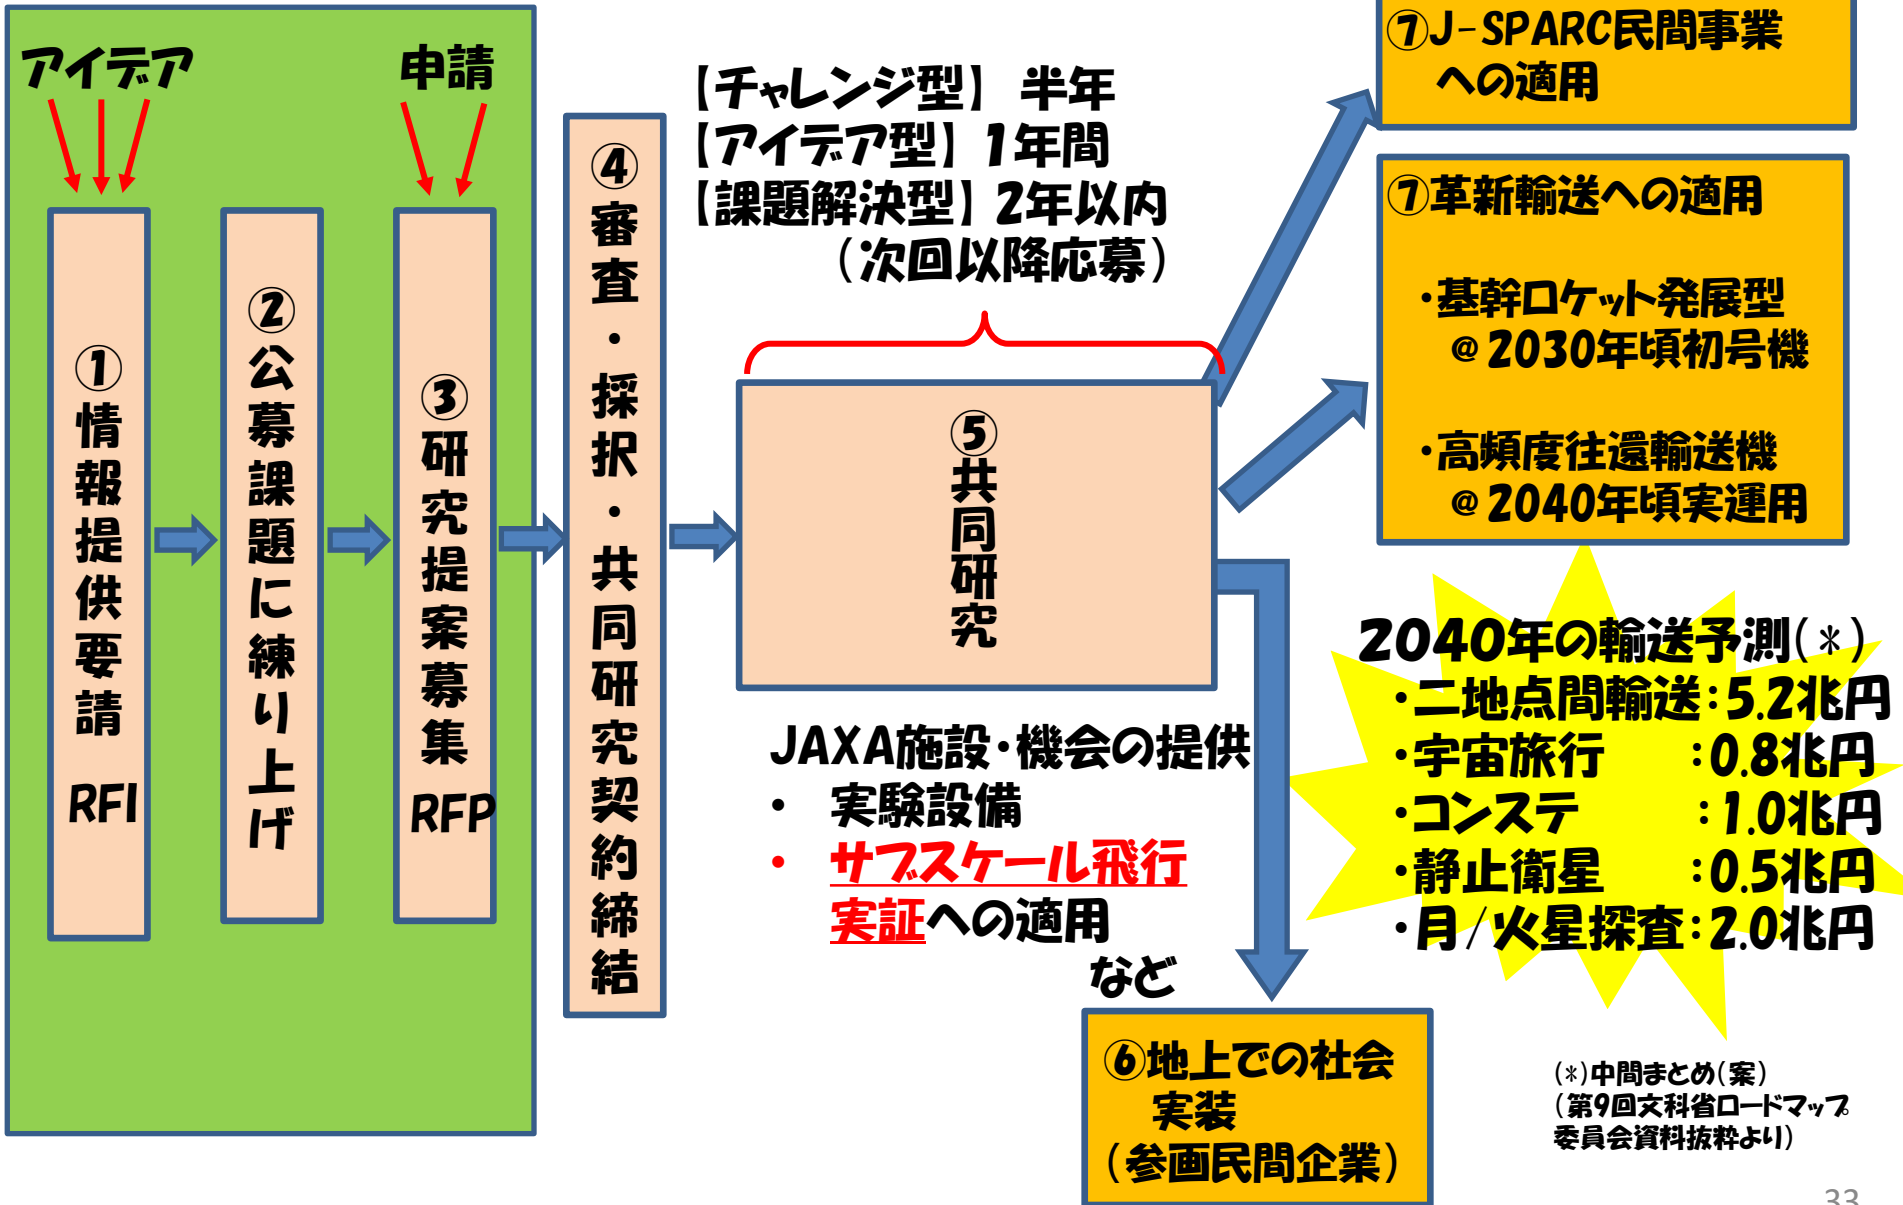 アイデア
申請
①情報提供要請 RFI
②公募課題に練り上げ
③研究提案募集 RFP
④審査・採択・共同研究契約締結
【チャレンジ型】 半年
【アイデア型】 1年間
【課題解決型】 2年以内
（次回以降応募）
⑤共同研究
JAXA施設・機会の提供
・ 実験設備
・ サブスケール飛行
実証への適用
など
⑥地上での社会
実装
（参画民間企業）
⑦J-SPARC民間事業
への適用
⑦革新輸送への適用
・基幹ロケット発展型
@2030年頃初号機
・高頻度往還輸送機
@2040年頃実運用
2040年の輸送予測(*)
・二地点間輸送：5.2兆円
・宇宙旅行 ：0.8兆円
・コンステ ：1.0兆円
・静止衛星 ：0.5兆円
・月/火星探査：2.0兆円
(*)中間まとめ(案)
（第9回文科省ロードマップ
委員会資料抜粋より）
33